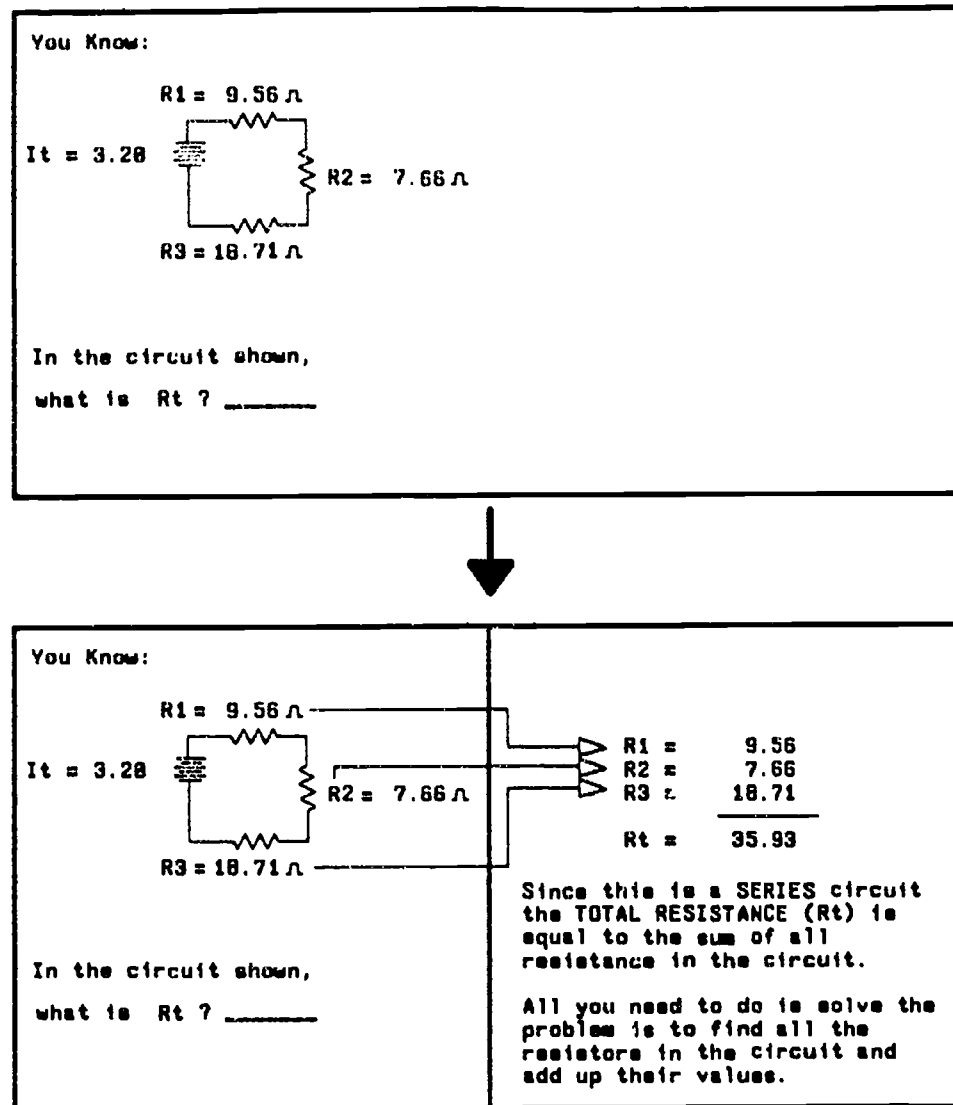 You Know:
R1 = 9.56 Ω
It = 3.20
R2 = 7.66 Ω
R3 = 18.71 Ω
In the circuit shown,
what is Rt ? ______
You Know:
R1 = 9.56 Ω
It = 3.20
R2 = 7.66 Ω
R3 = 18.71 Ω
In the circuit shown,
what is Rt ? ______
R1 = 9.56
R2 = 7.66
R3 = 18.71
Rt = 35.93
Since this is a SERIES circuit
the TOTAL RESISTANCE (Rt) is
equal to the sum of all
resistance in the circuit.
All you need to do is solve the
problem is to find all the
resistors in the circuit and
add up their values.